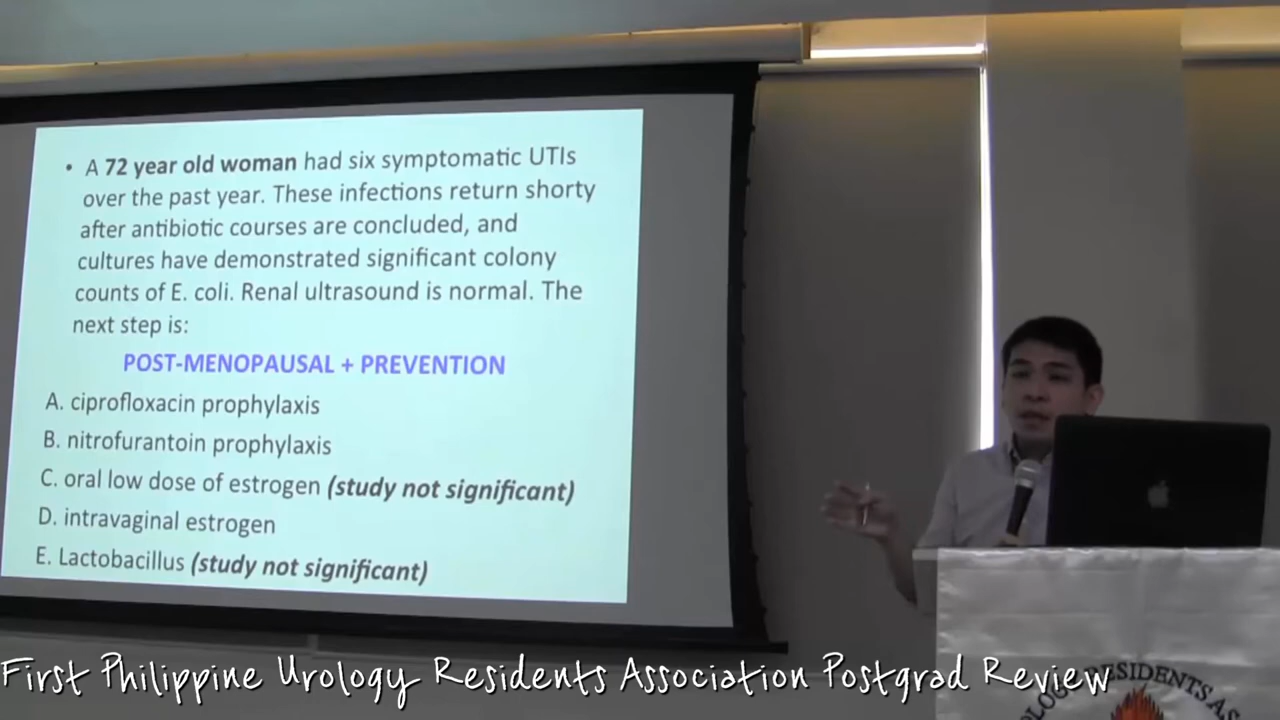 • A 72 year old woman had six symptomatic UTIs
over the past year. These infections return shorty
after antibiotic courses are concluded, and
cultures have demonstrated significant colony
counts of E. coli. Renal ultrasound is normal. The
next step is:
POST-MENOPAUSAL + PREVENTION
A. ciprofloxacin prophylaxis
B. nitrofurantoin prophylaxis
C. oral low dose of estrogen (study not significant)
D. intravaginal estrogen
E. Lactobacillus (study not significant)
First Philippine Urology Residents Association Postgrad Review
RESIDENTS